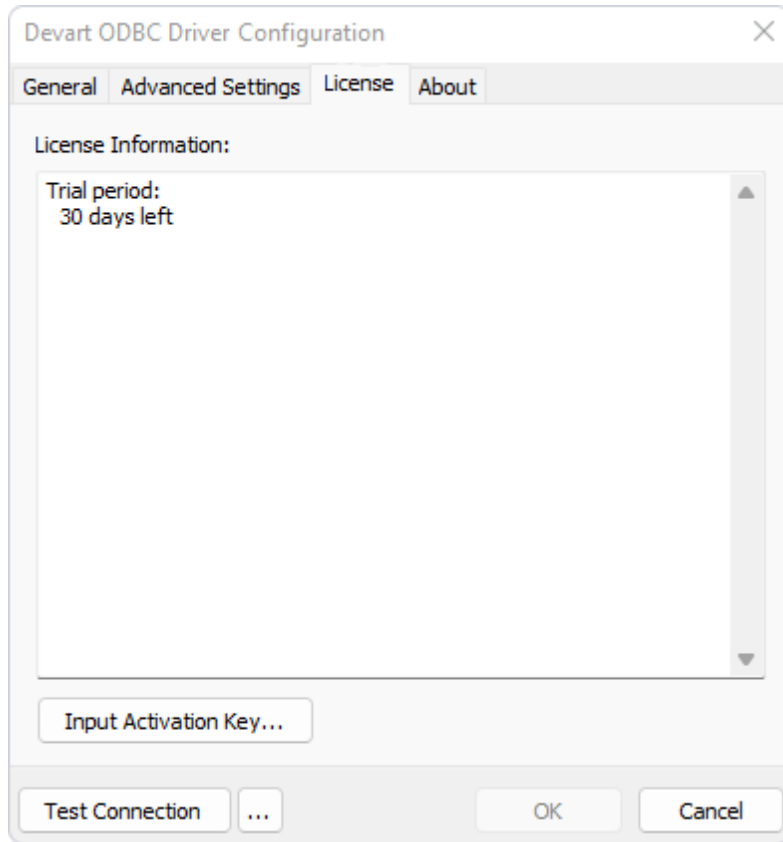 Devart ODBC Driver Configuration
General Advanced Settings License About
License Information:
Trial period:
30 days left
Input Activation Key...
Test Connection ... OK Cancel